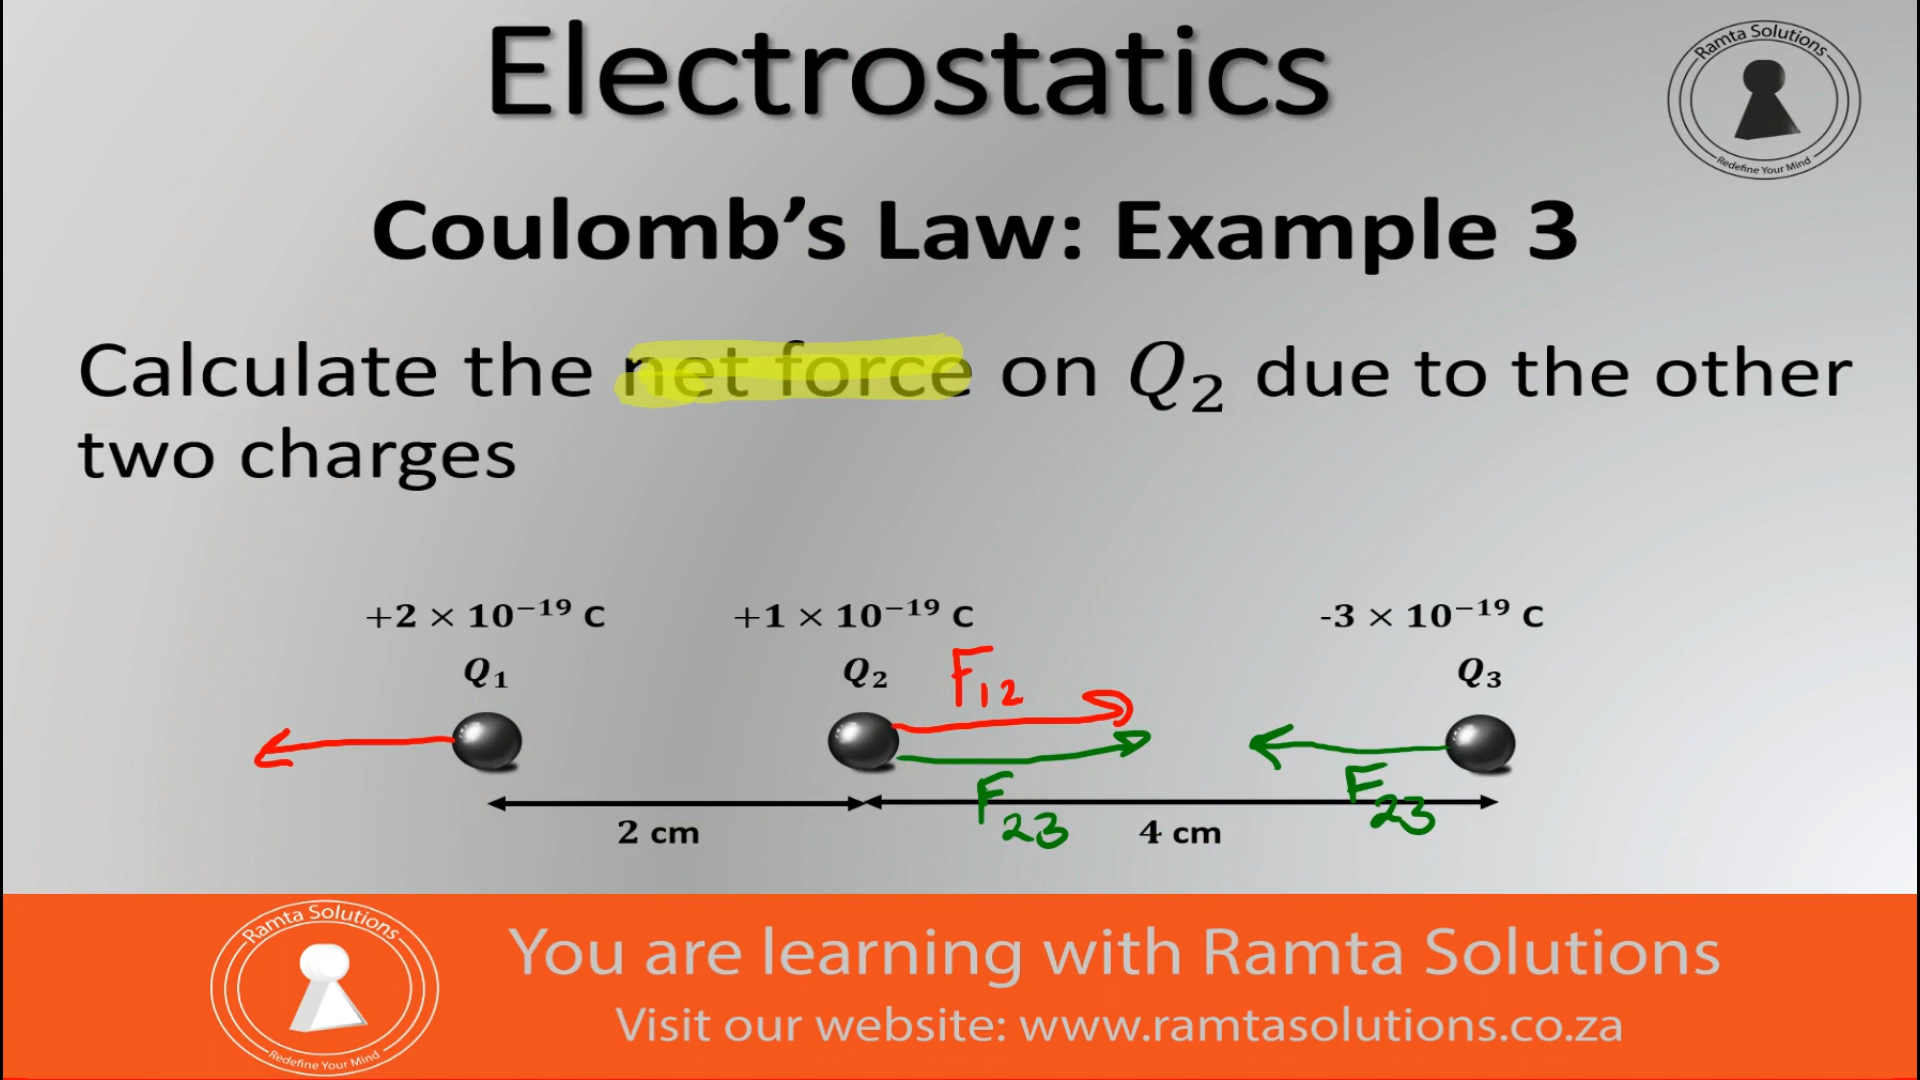 Electrostatics
Ramta Solutions
Redefine Your Mind
Coulomb’s Law: Example 3
Calculate the net force on Q₂ due to the other
two charges
+2 × 10⁻¹⁹ C
+1 × 10⁻¹⁹ C
-3 × 10⁻¹⁹ C
Q₁
Q₂
F₁₂
Q₃
F₂₃
F₂₃
2 cm
4 cm
Ramta Solutions
Redefine Your Mind
You are learning with Ramta Solutions
Visit our website: www.ramtasolutions.co.za